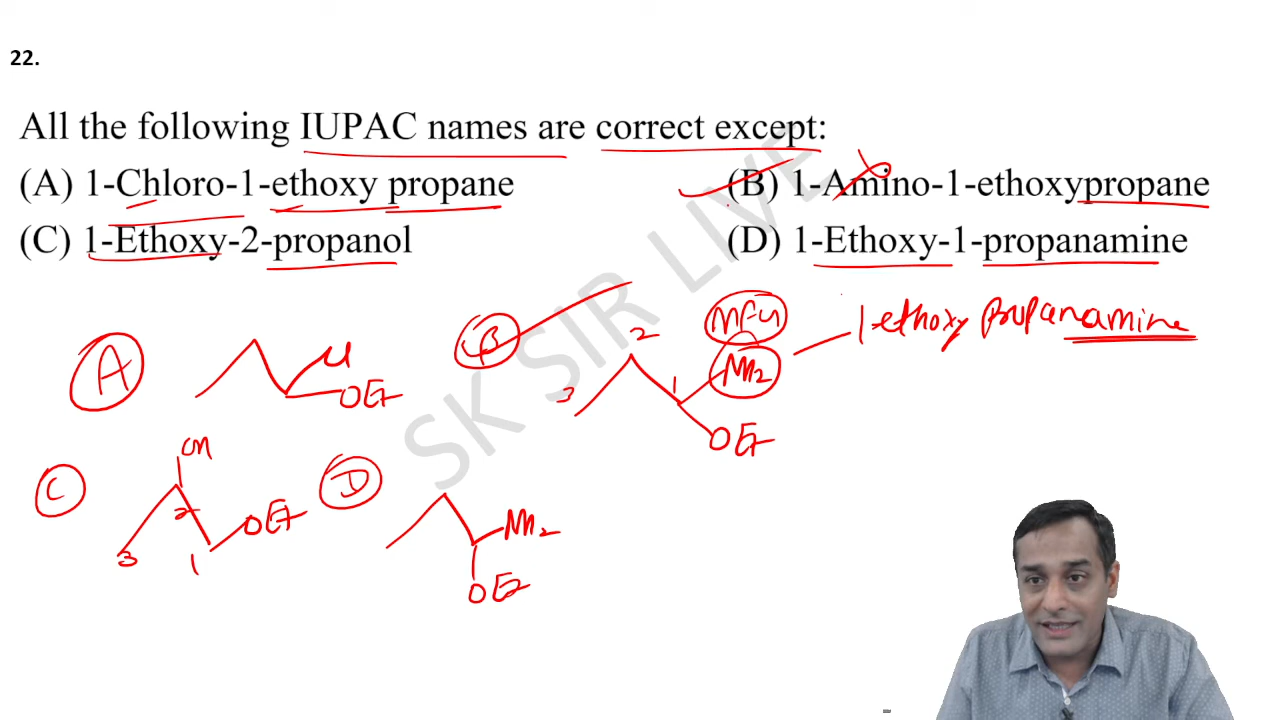 22.
All the following IUPAC names are correct except:
(A) 1-Chloro-1-ethoxy propane
(B) 1-Amino-1-ethoxypropane
(C) 1-Ethoxy-2-propanol
(D) 1-Ethoxy-1-propanamine
SK SIR LIVE
A
OEt
B
MFG
NH2
1-ethoxy propanamine
3
2
1
OEt
C
OH
3
2
1
OEt
D
NH2
OEt